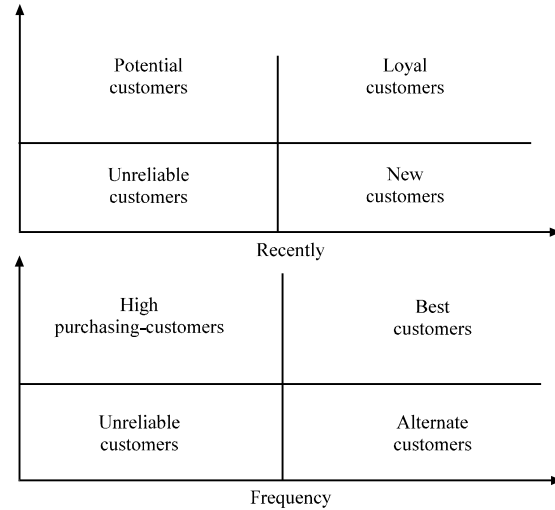 Potential
customers
Loyal
customers
Unreliable
customers
New
customers
Recently
High
purchasing-customers
Best
customers
Unreliable
customers
Alternate
customers
Frequency